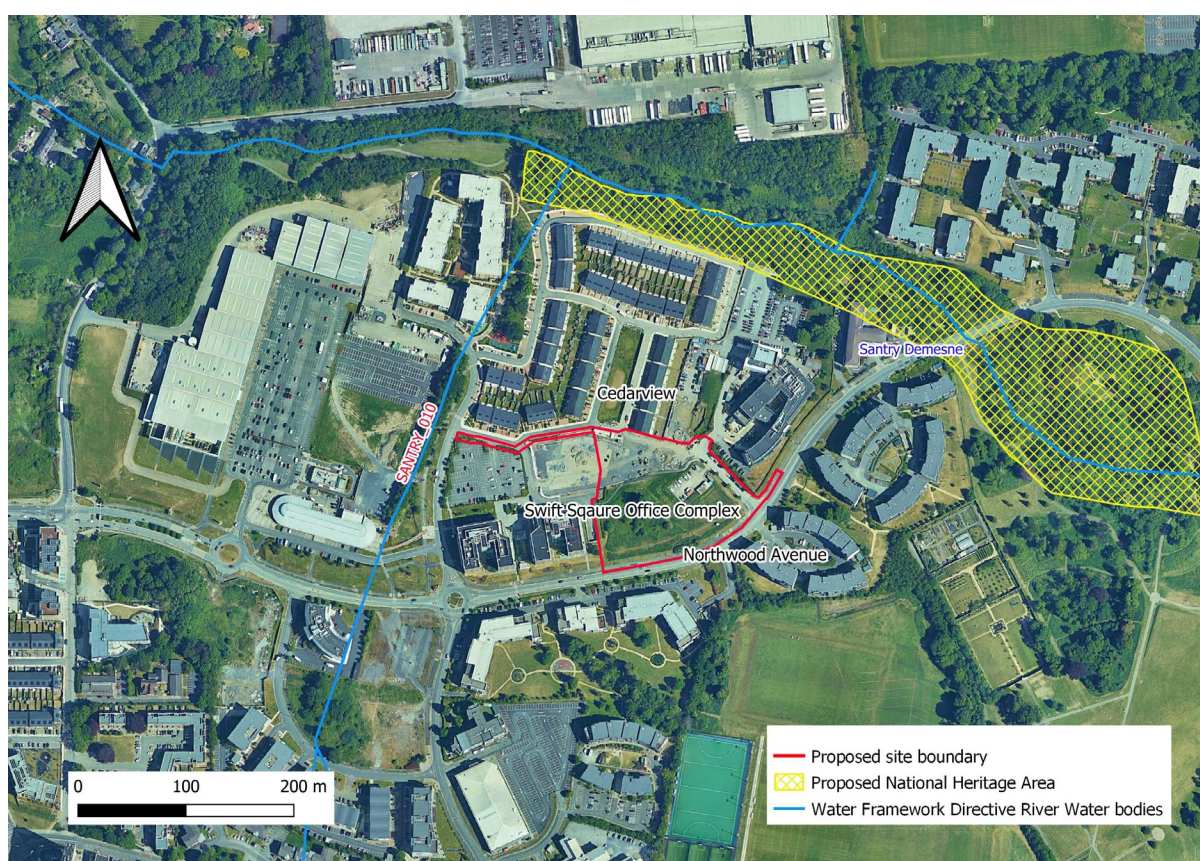 Santry Demesne
Cedarview
SANTRY_010
Swift Sqaure Office Complex
Northwood Avenue
0 100 200 m
Proposed site boundary
Proposed National Heritage Area
Water Framework Directive River Water bodies